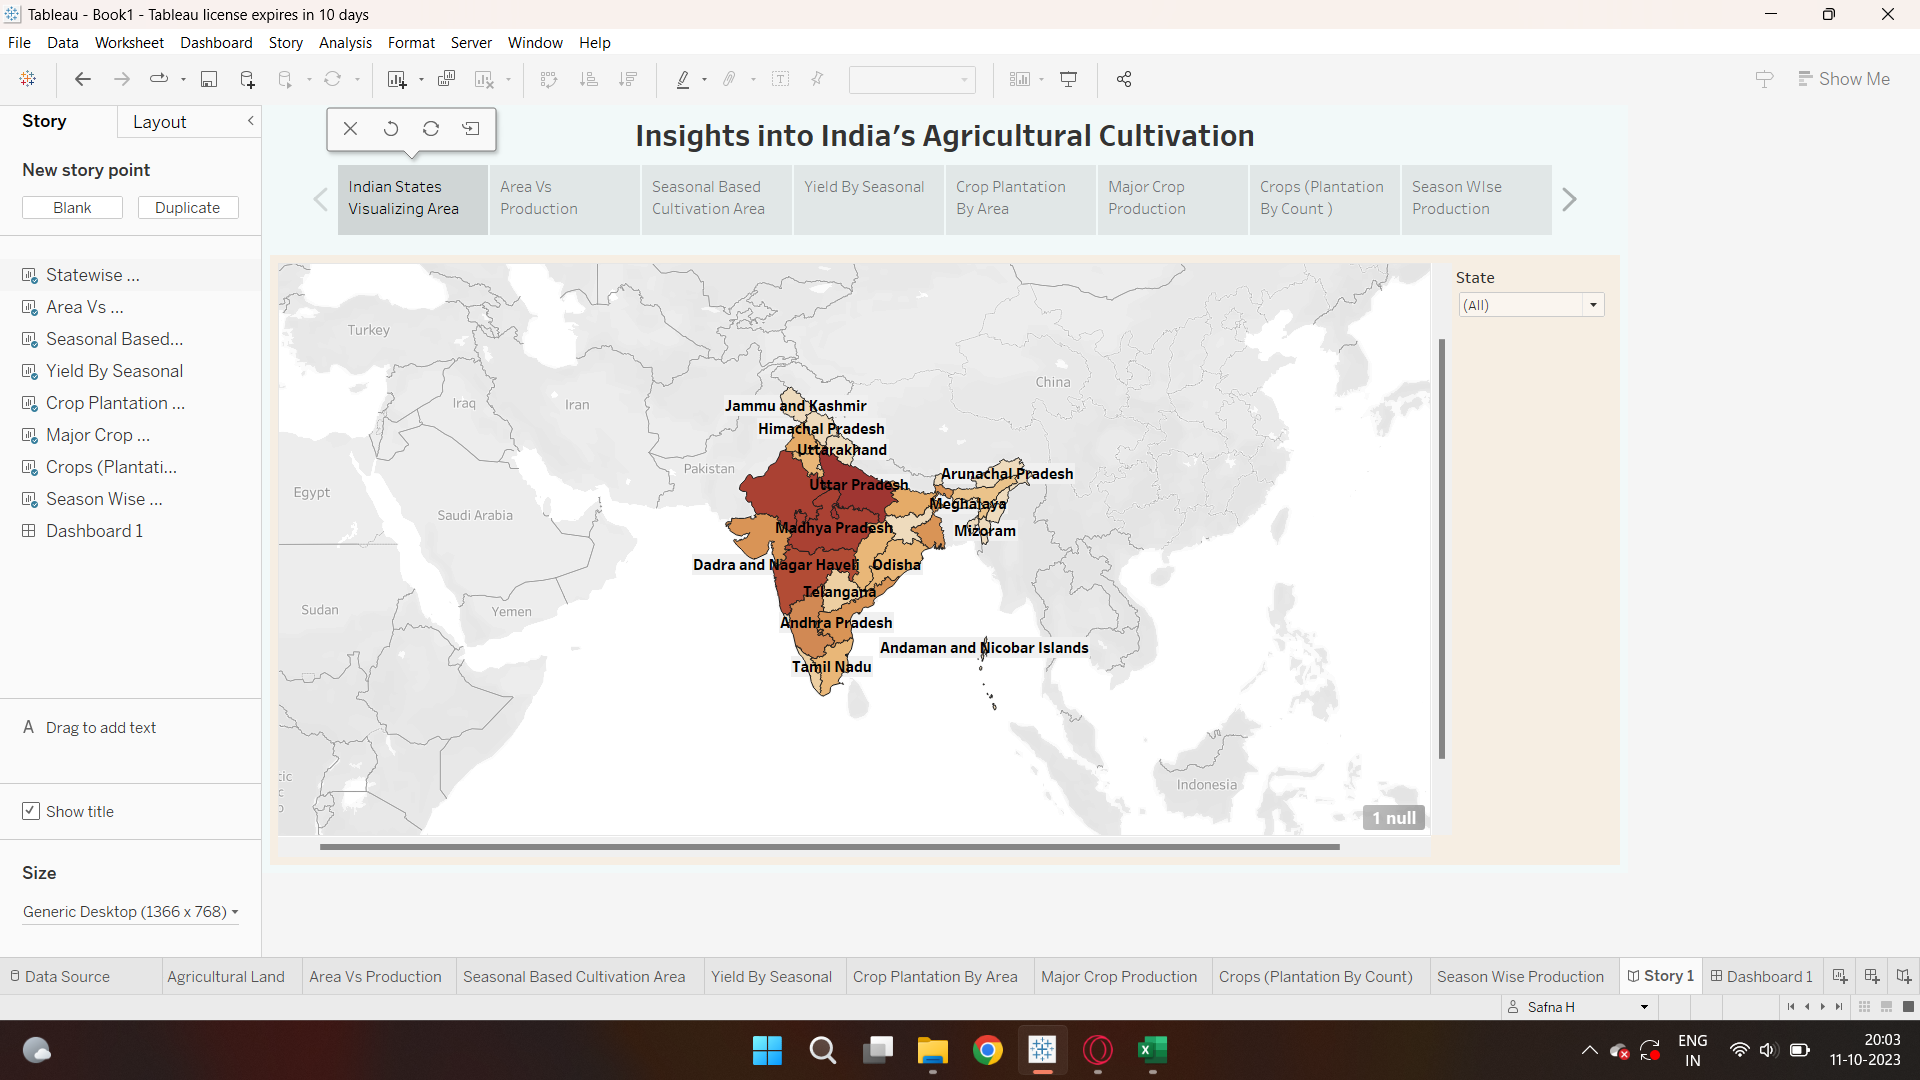 Tableau - Book1 - Tableau license expires in 10 days
File Data Worksheet Dashboard Story Analysis Format Server Window Help
Show Me
Story
Layout
New story point
Blank
Duplicate
Statewise ...
Area Vs ...
Seasonal Based...
Yield By Seasonal
Crop Plantation ...
Major Crop ...
Crops (Plantati...
Season Wise ...
Dashboard 1
A Drag to add text
Show title
Size
Generic Desktop (1366 x 768)
Insights into India’s Agricultural Cultivation
Indian States
Visualizing Area
Area Vs
Production
Seasonal Based
Cultivation Area
Yield By Seasonal
Crop Plantation
By Area
Major Crop
Production
Crops (Plantation
By Count )
Season WIse
Production
State
(All)
Turkey
Iraq
Iran
China
Pakistan
Egypt
Saudi Arabia
Sudan
Yemen
Indonesia
Jammu and Kashmir
Himachal Pradesh
Uttarakhand
Uttar Pradesh
Arunachal Pradesh
Meghalaya
Mizoram
Madhya Pradesh
Dadra and Nagar Haveli
Odisha
Telangana
Andhra Pradesh
Andaman and Nicobar Islands
Tamil Nadu
1 null
Data Source
Agricultural Land
Area Vs Production
Seasonal Based Cultivation Area
Yield By Seasonal
Crop Plantation By Area
Major Crop Production
Crops (Plantation By Count)
Season Wise Production
Story 1
Dashboard 1
Safna H
ENG
IN
20:03
11-10-2023